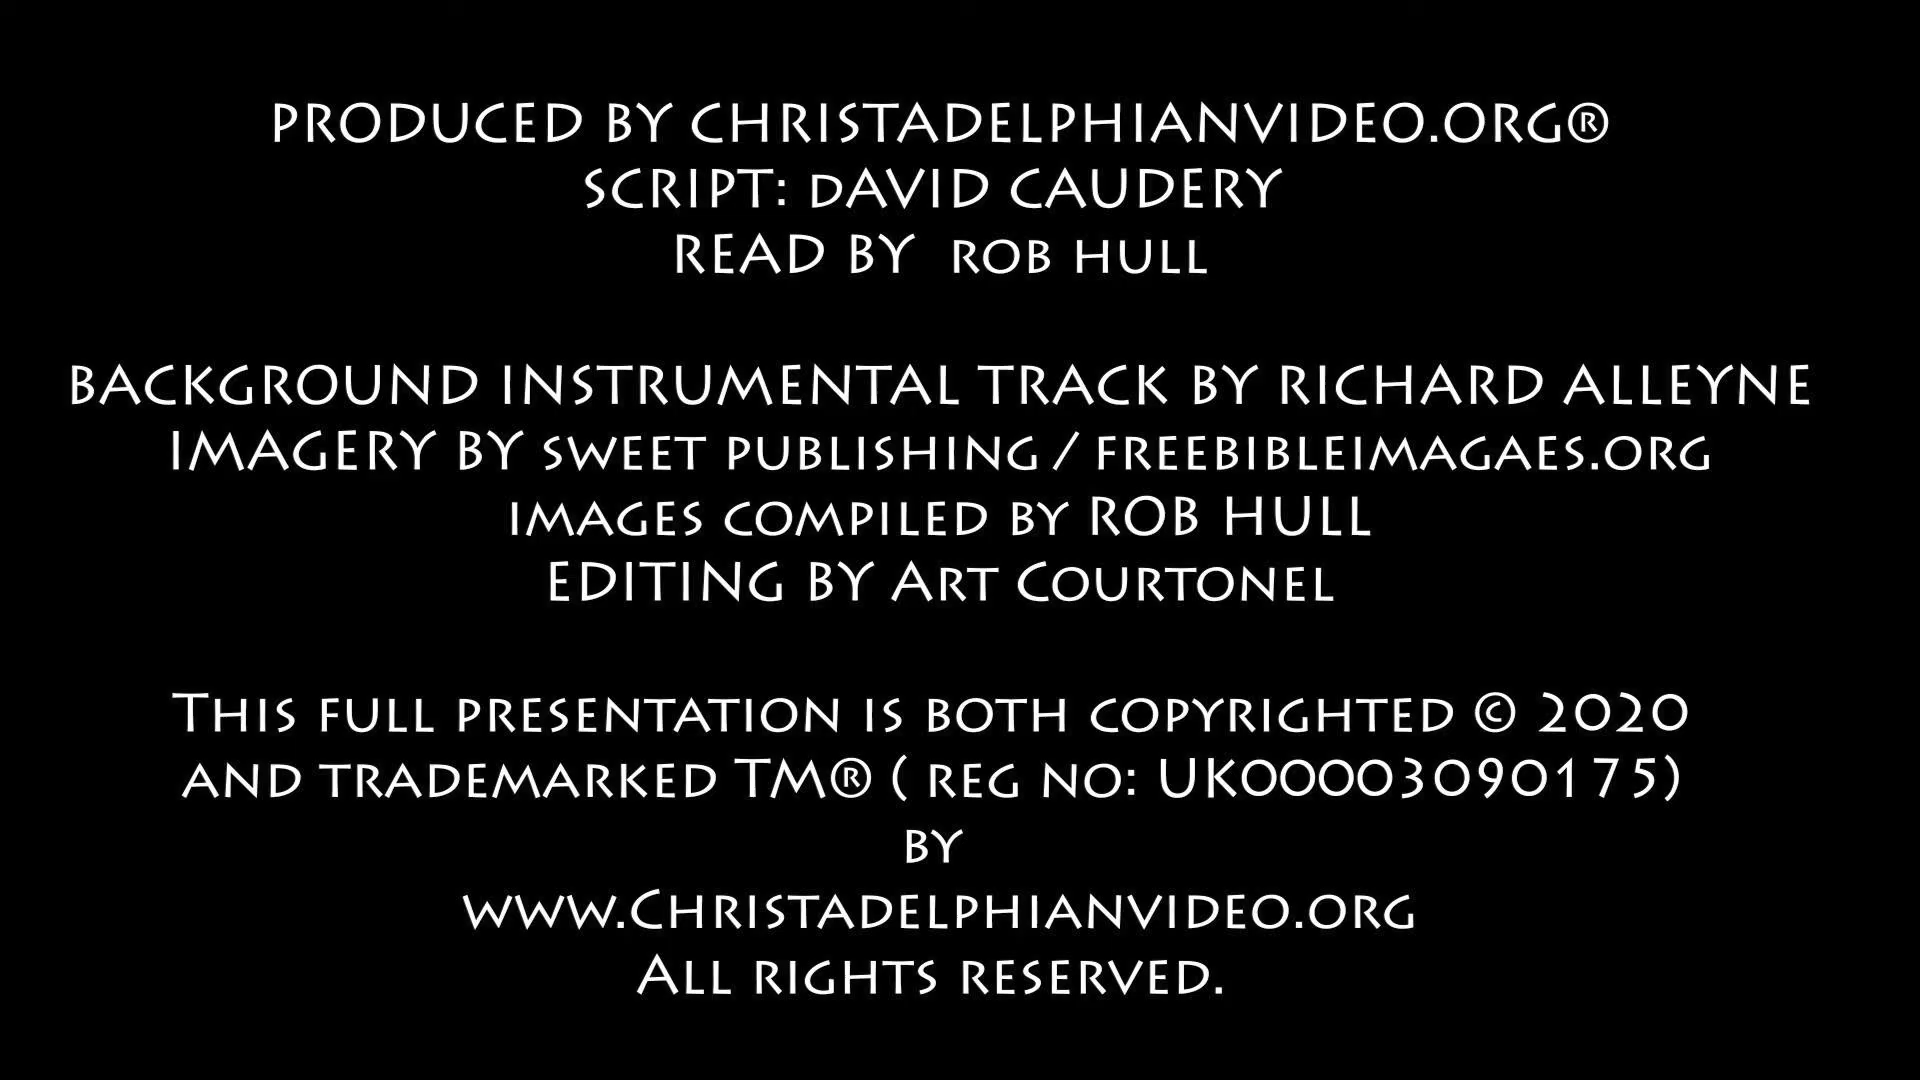 PRODUCED BY CHRISTADELPHIANVIDEO.ORG®
SCRIPT: DAVID CAUDERY
READ BY ROB HULL
BACKGROUND INSTRUMENTAL TRACK BY RICHARD ALLEYNE
IMAGERY BY SWEET PUBLISHING / FREEBIBLEIMAGAES.ORG
IMAGES COMPILED BY ROB HULL
EDITING BY ART COURTONEL
THIS FULL PRESENTATION IS BOTH COPYRIGHTED © 2020
AND TRADEMARKED TM® ( REG NO: UK00003090175)
BY
WWW.CHRISTADELPHIANVIDEO.ORG
ALL RIGHTS RESERVED.